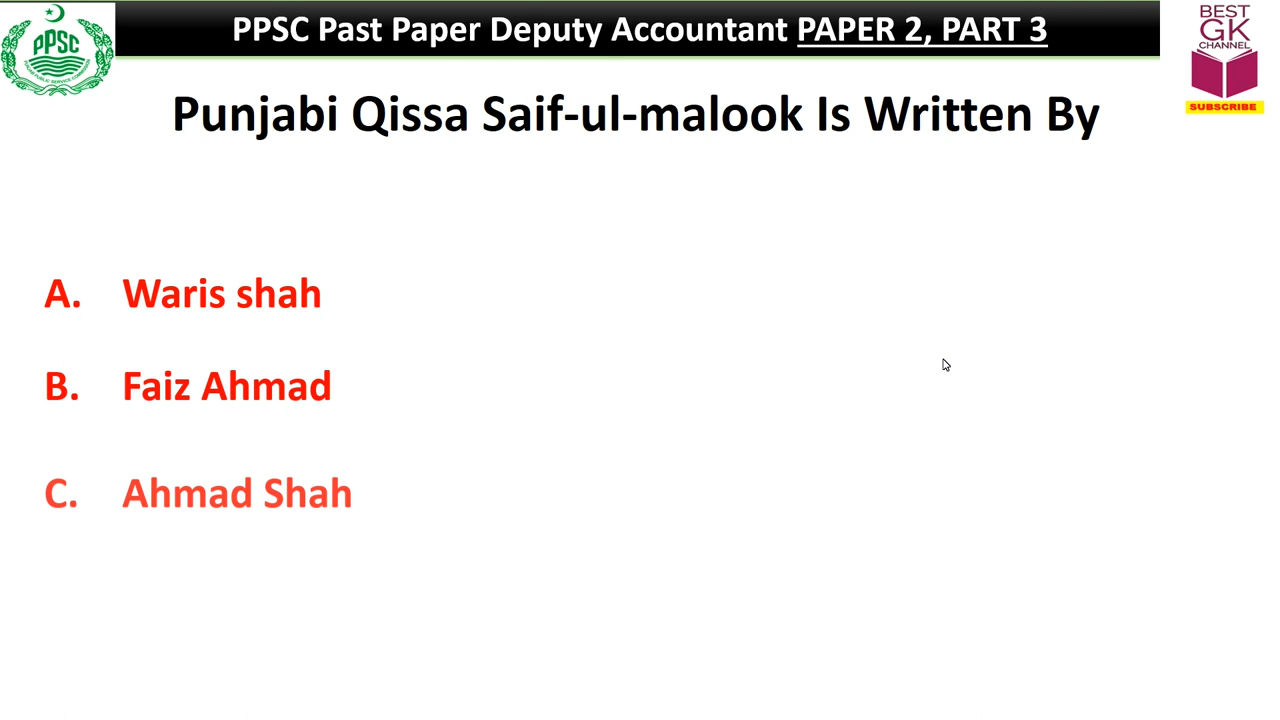 PPSC Past Paper Deputy Accountant PAPER 2, PART 3
PPSC
BEST
GK
CHANNEL
SUBSCRIBE
Punjabi Qissa Saif-ul-malook Is Written By
A. Waris shah
B. Faiz Ahmad
C. Ahmad Shah